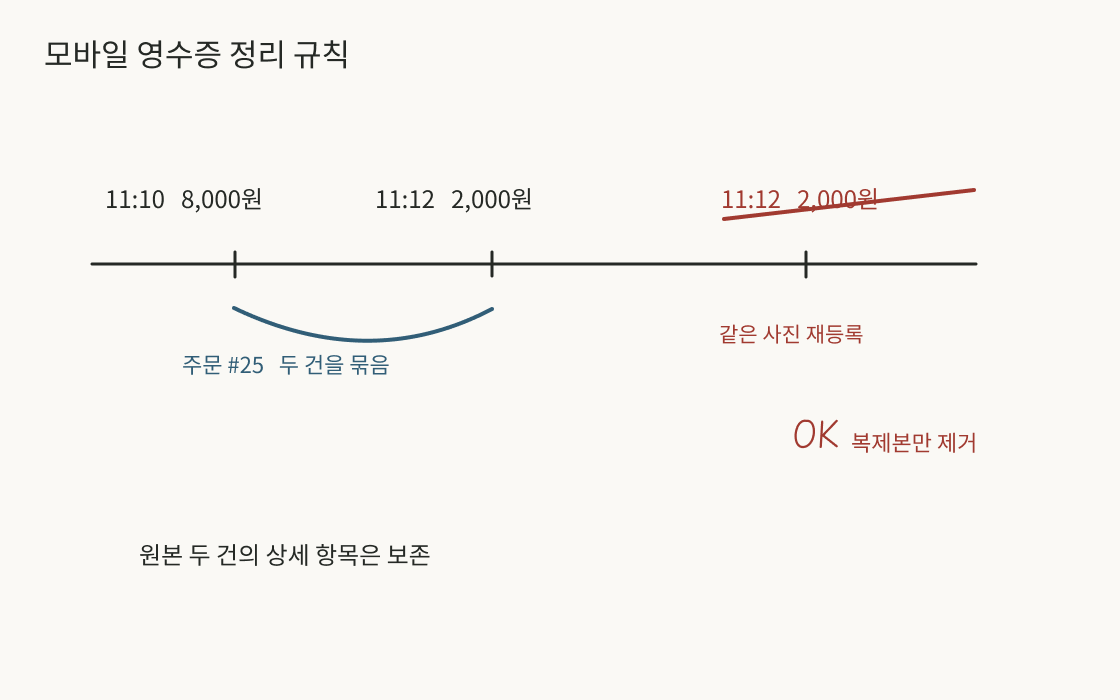 모바일 영수증 정리 규칙
11:10 8,000원 11:12 2,000원 11:12 2,000원
같은 사진 재등록
주문 #25 두 건을 묶음
OK 복제본만 제거
원본 두 건의 상세 항목은 보존